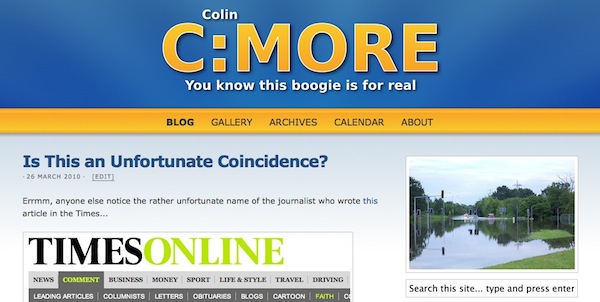 Colin
C:MORE
You know this boogie is for real
BLOG GALLERY ARCHIVES CALENDAR ABOUT
Is This an Unfortunate Coincidence?
· 26 MARCH 2010 · [EDIT]
Errmm, anyone else notice the rather unfortunate name of the journalist who wrote this
article in the Times...
TIMESONLINE
NEWS COMMENT BUSINESS MONEY SPORT LIFE & STYLE TRAVEL DRIVING
LEADING ARTICLES COLUMNISTS LETTERS OBITUARIES BLOGS CARTOON FAITH C
Search this site... type and press enter